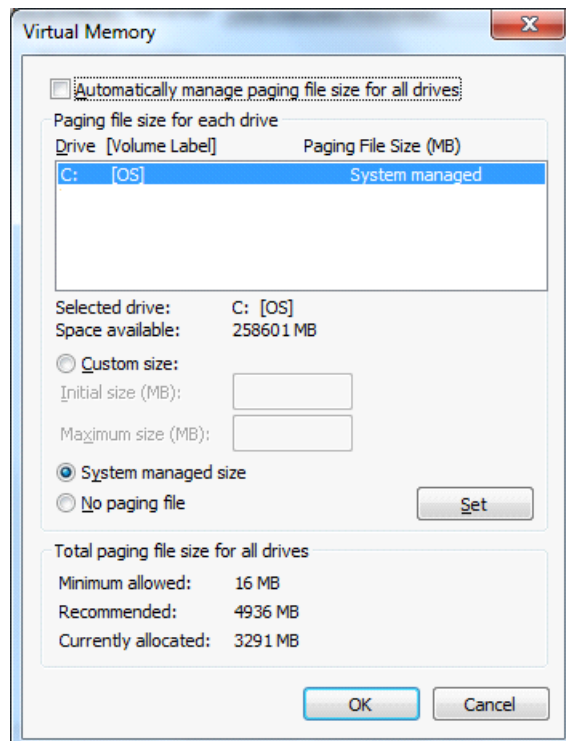 Virtual Memory
Automatically manage paging file size for all drives
Paging file size for each drive
Drive [Volume Label] Paging File Size (MB)
C: [OS] System managed
Selected drive: C: [OS]
Space available: 258601 MB
Custom size:
Initial size (MB):
Maximum size (MB):
System managed size
No paging file Set
Total paging file size for all drives
Minimum allowed: 16 MB
Recommended: 4936 MB
Currently allocated: 3291 MB
OK Cancel